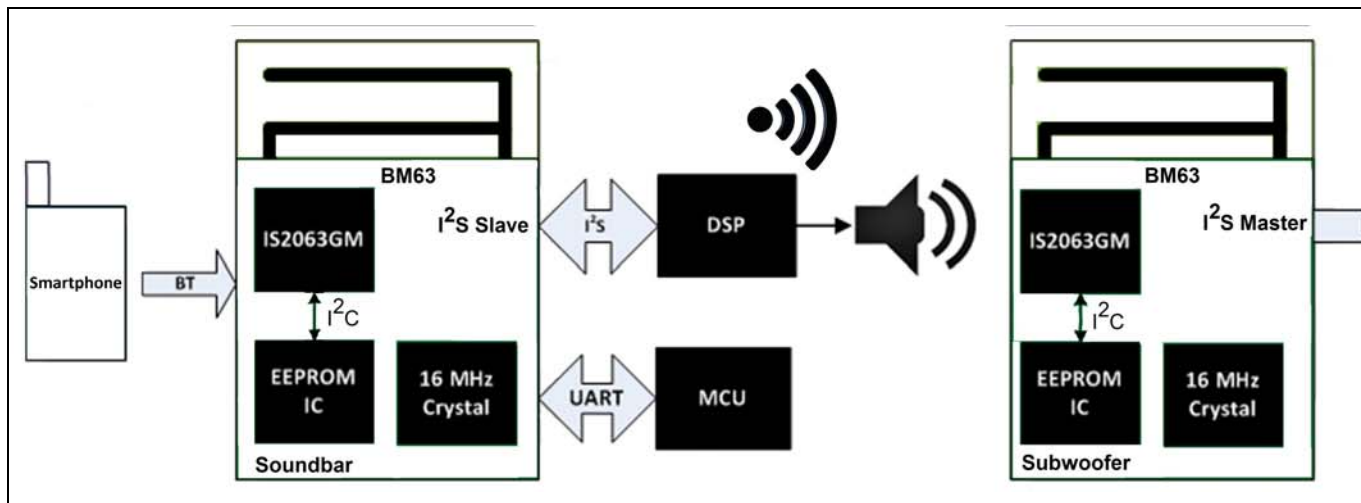 Smartphone
BT
BM63
I²S Slave
IS2063GM
I²C
EEPROM
IC
16 MHz
Crystal
Soundbar
I²S
DSP
UART
MCU
BM63
I²S Master
IS2063GM
I²C
EEPROM
IC
16 MHz
Crystal
Subwoofer